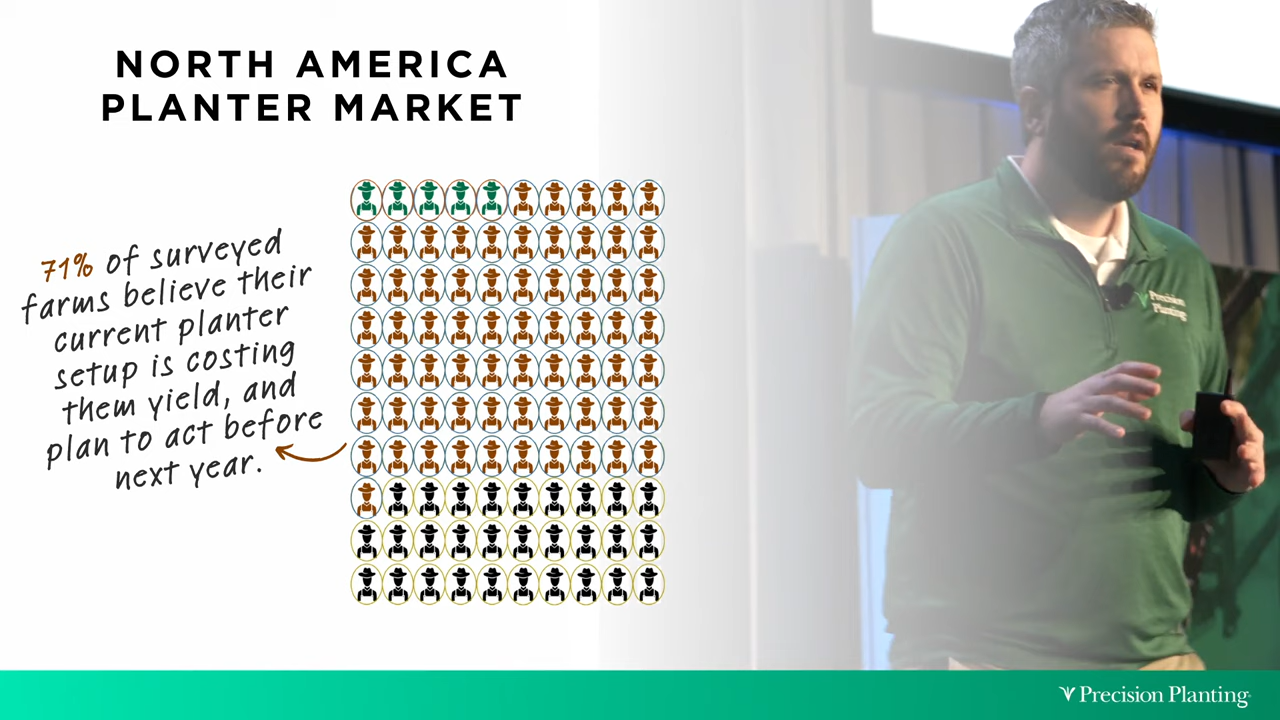 NORTH AMERICA
PLANTER MARKET
71% of surveyed
farms believe their
current planter
setup is costing
them yield, and
plan to act before
next year.
Precision
Planting
Precision Planting